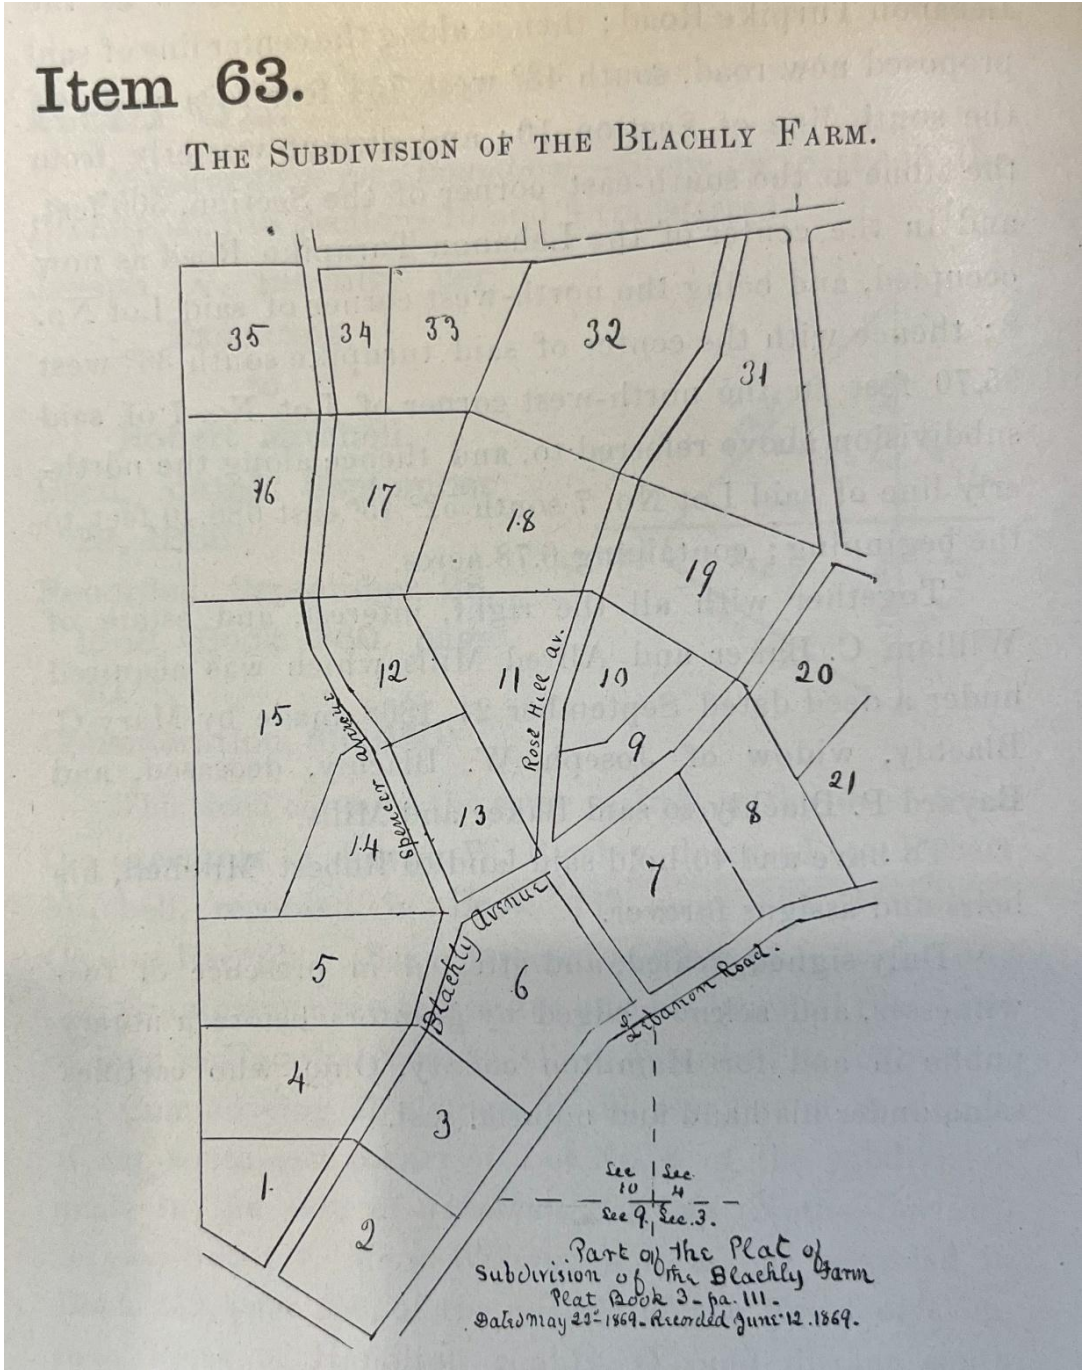 Item 63.
THE SUBDIVISION OF THE BLACHLY FARM.
35
34
33
32
31
16
17
18
19
15
12
11
Rose Hill av.
10
20
Spencer avenue
9
21
14
13
8
7
5
Blachly Avenue
6
Lebanon Road.
4
3
1.
2
Sec Sec.
10 4
Sec 9. Sec. 3.
Part of the Plat of
Subdivision of the Blachly Farm
Plat Book 3 - pa. 111 -
Dated May 22ᵈ 1869. Recorded June 12. 1869.